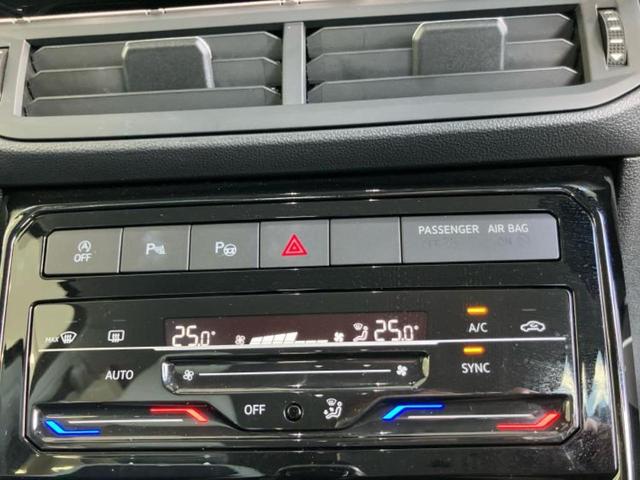 OFF
P
P
PASSENGER AIR BAG
MAX
25.0°
25.0°
A/C
AUTO
SYNC
OFF